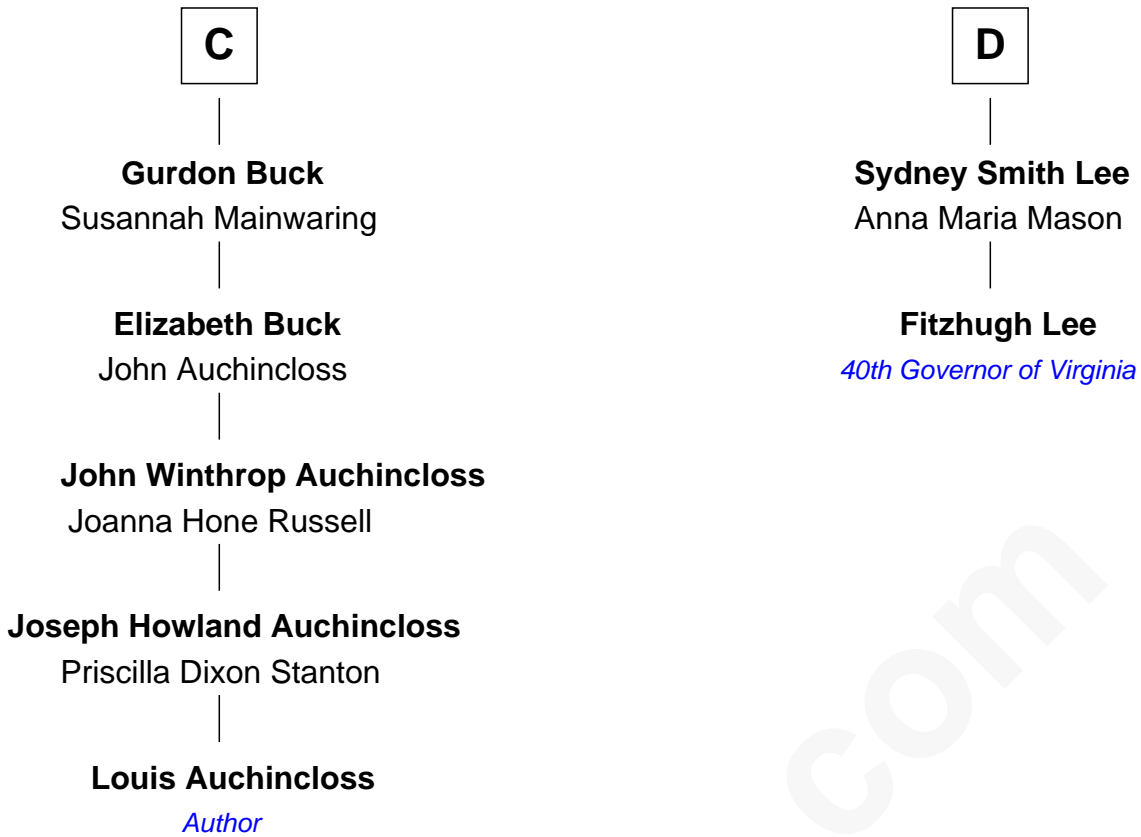 C
Gurdon Buck
Susannah Mainwaring
Elizabeth Buck
John Auchincloss
John Winthrop Auchincloss
Joanna Hone Russell
Joseph Howland Auchincloss
Priscilla Dixon Stanton
Louis Auchincloss
Author
D
Sydney Smith Lee
Anna Maria Mason
Fitzhugh Lee
40th Governor of Virginia
com